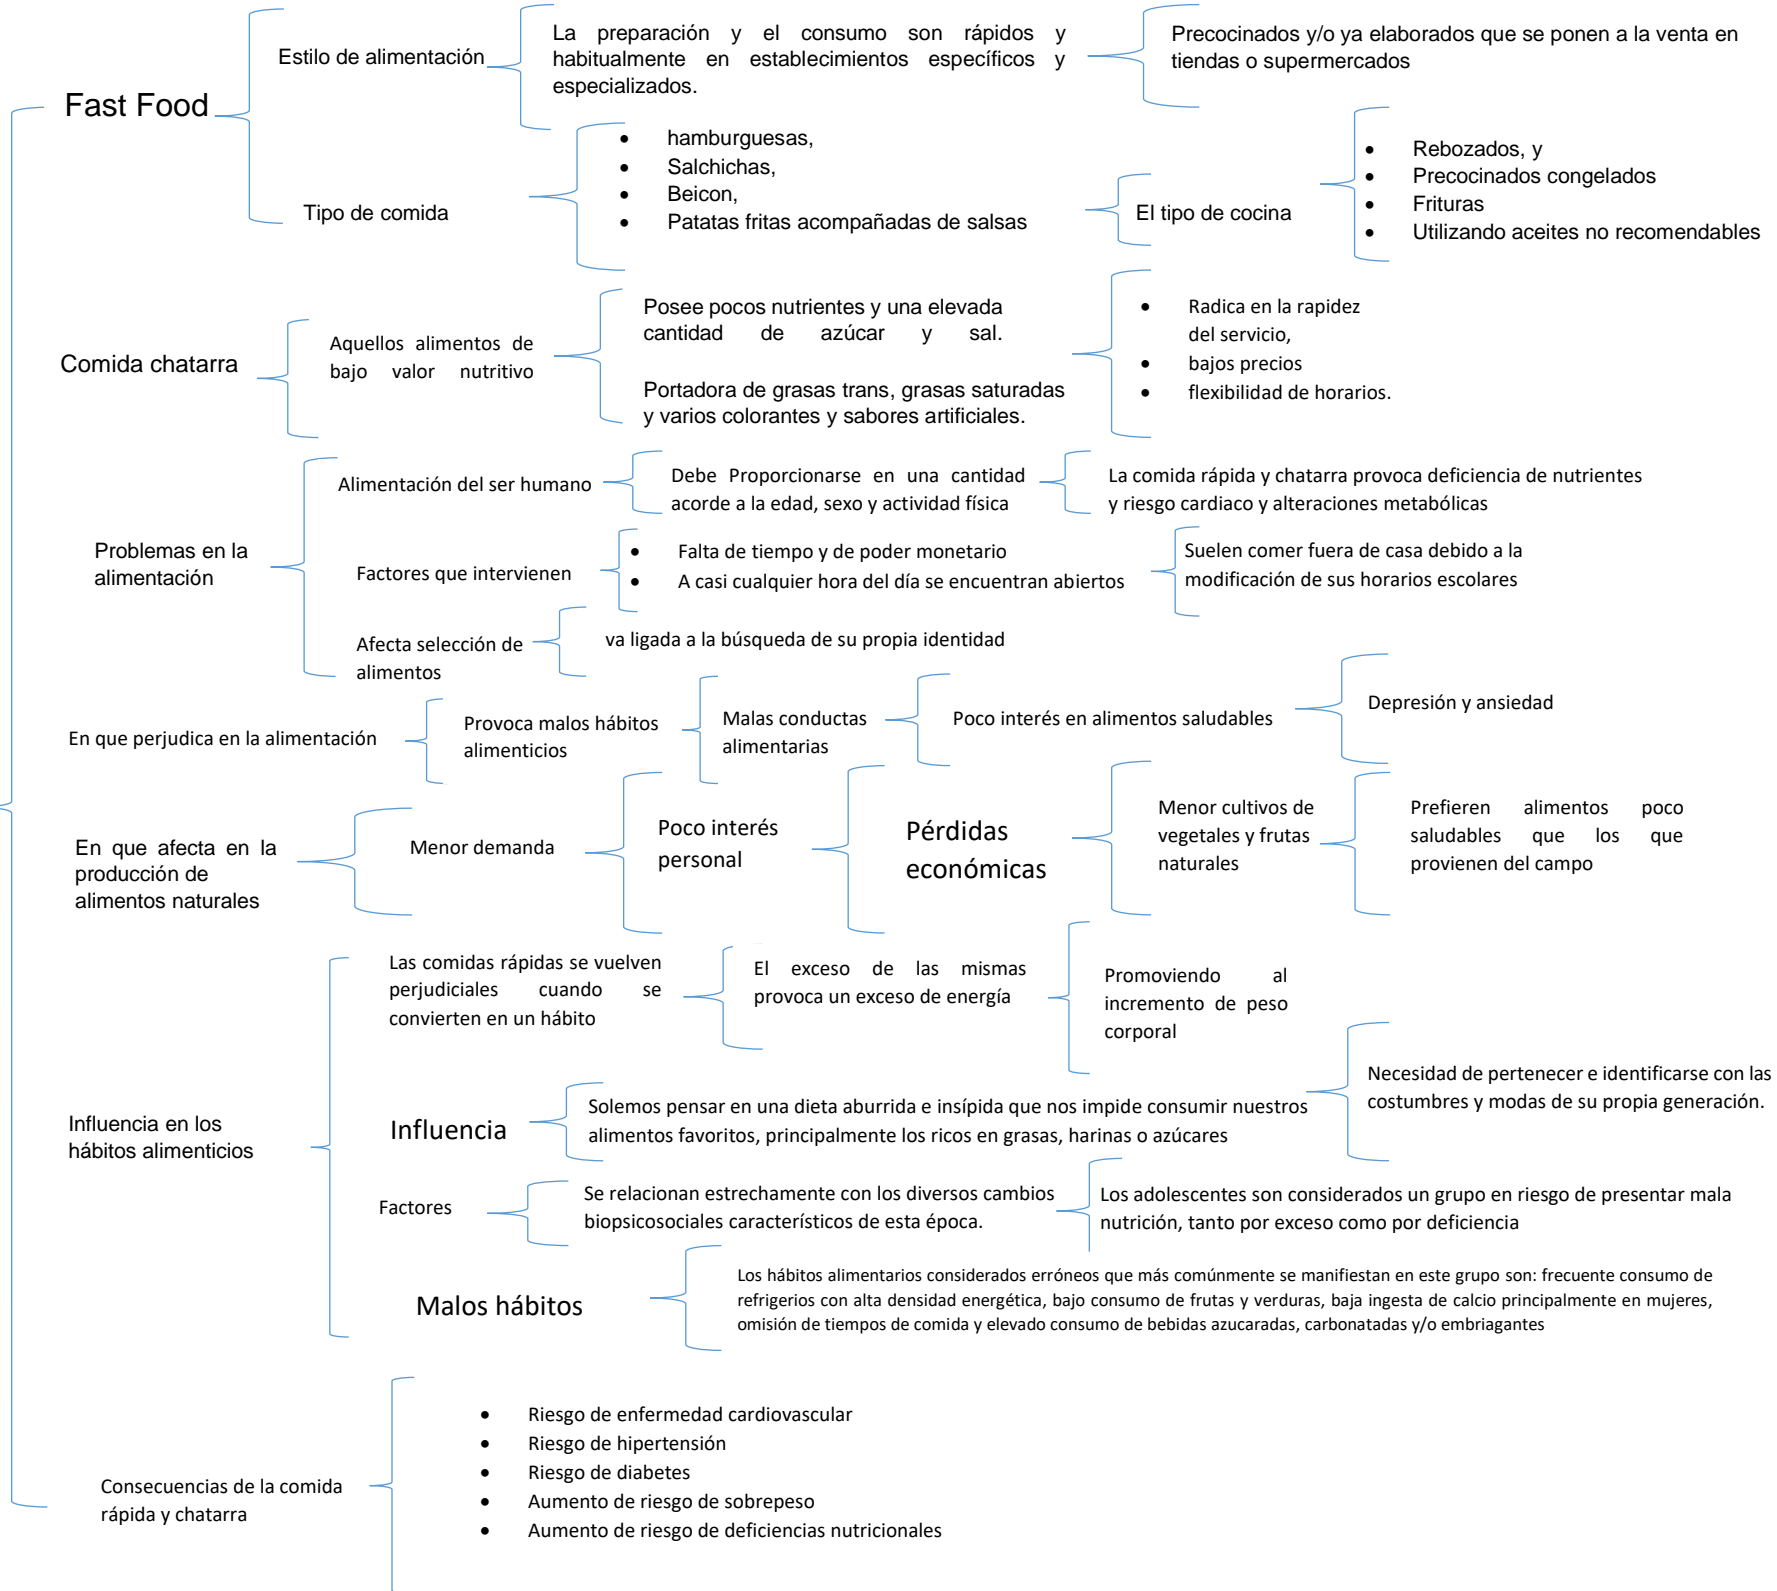 Fast Food
Estilo de alimentación
La preparación y el consumo son rápidos y
habitualmente en establecimientos específicos y
especializados.
Precocinados y/o ya elaborados que se ponen a la venta en
tiendas o supermercados
Tipo de comida
• hamburguesas,
• Salchichas,
• Beicon,
• Patatas fritas acompañadas de salsas
El tipo de cocina
• Rebozados, y
• Precocinados congelados
• Frituras
• Utilizando aceites no recomendables
Comida chatarra
Aquellos alimentos de
bajo valor nutritivo
Posee pocos nutrientes y una elevada
cantidad de azúcar y sal.
Portadora de grasas trans, grasas saturadas
y varios colorantes y sabores artificiales.
• Radica en la rapidez
del servicio,
• bajos precios
• flexibilidad de horarios.
Problemas en la
alimentación
Alimentación del ser humano
Debe Proporcionarse en una cantidad
acorde a la edad, sexo y actividad física
La comida rápida y chatarra provoca deficiencia de nutrientes
y riesgo cardiaco y alteraciones metabólicas
Factores que intervienen
• Falta de tiempo y de poder monetario
• A casi cualquier hora del día se encuentran abiertos
Suelen comer fuera de casa debido a la
modificación de sus horarios escolares
Afecta selección de
alimentos
va ligada a la búsqueda de su propia identidad
En que perjudica en la alimentación
Provoca malos hábitos
alimenticios
Malas conductas
alimentarias
Poco interés en alimentos saludables
Depresión y ansiedad
En que afecta en la
producción de
alimentos naturales
Menor demanda
Poco interés
personal
Pérdidas
económicas
Menor cultivos de
vegetales y frutas
naturales
Prefieren alimentos poco
saludables que los que
provienen del campo
Influencia en los
hábitos alimenticios
Las comidas rápidas se vuelven
perjudiciales cuando se
convierten en un hábito
El exceso de las mismas
provoca un exceso de energía
Promoviendo al
incremento de peso
corporal
Influencia
Solemos pensar en una dieta aburrida e insípida que nos impide consumir nuestros
alimentos favoritos, principalmente los ricos en grasas, harinas o azúcares
Necesidad de pertenecer e identificarse con las
costumbres y modas de su propia generación.
Factores
Se relacionan estrechamente con los diversos cambios
biopsicosociales característicos de esta época.
Los adolescentes son considerados un grupo en riesgo de presentar mala
nutrición, tanto por exceso como por deficiencia
Malos hábitos
Los hábitos alimentarios considerados erróneos que más comúnmente se manifiestan en este grupo son: frecuente consumo de
refrigerios con alta densidad energética, bajo consumo de frutas y verduras, baja ingesta de calcio principalmente en mujeres,
omisión de tiempos de comida y elevado consumo de bebidas azucaradas, carbonatadas y/o embriagantes
Consecuencias de la comida
rápida y chatarra
• Riesgo de enfermedad cardiovascular
• Riesgo de hipertensión
• Riesgo de diabetes
• Aumento de riesgo de sobrepeso
• Aumento de riesgo de deficiencias nutricionales